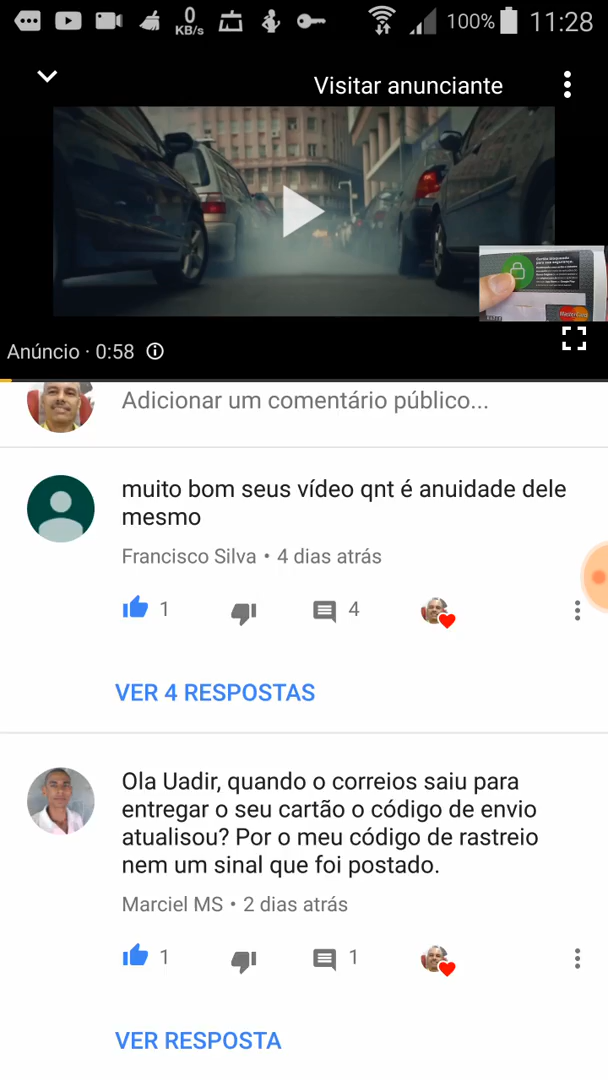 0
KB/s
100%
11:28
Visitar anunciante
MasterCard
Anúncio · 0:58
Adicionar um comentário público...
muito bom seus vídeo qnt é anuidade dele
mesmo
Francisco Silva • 4 dias atrás
1
4
VER 4 RESPOSTAS
Ola Uadir, quando o correios saiu para
entregar o seu cartão o código de envio
atualisou? Por o meu código de rastreio
nem um sinal que foi postado.
Marciel MS • 2 dias atrás
1
1
VER RESPOSTA